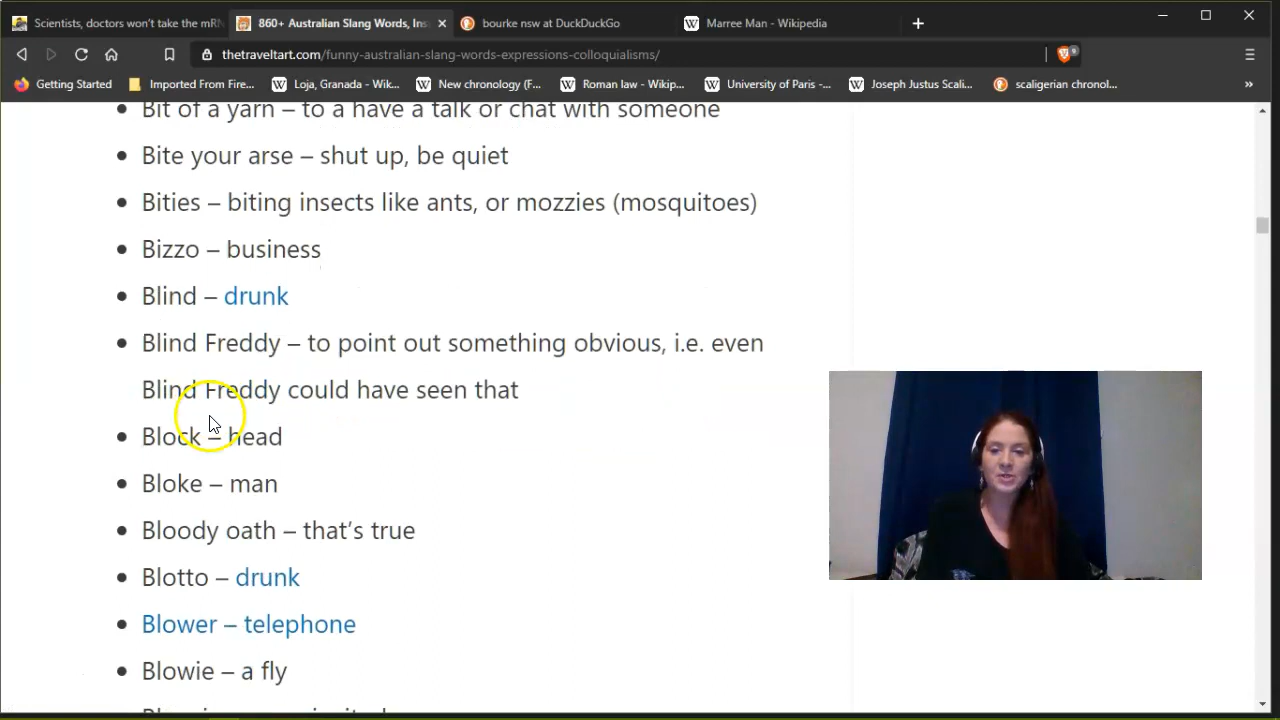 Scientists, doctors won't take the mRN
860+ Australian Slang Words, Ins
bourke nsw at DuckDuckGo
Marree Man - Wikipedia
thetraveltart.com/funny-australian-slang-words-expressions-colloquialisms/
9
Getting Started
Imported From Fire...
Loja, Granada - Wik...
New chronology (F...
Roman law - Wikip...
University of Paris -...
Joseph Justus Scali...
scaligerian chronol...
Bit of a yarn – to a have a talk or chat with someone
Bite your arse – shut up, be quiet
Bities – biting insects like ants, or mozzies (mosquitoes)
Bizzo – business
Blind – drunk
Blind Freddy – to point out something obvious, i.e. even
Blind Freddy could have seen that
Block – head
Bloke – man
Bloody oath – that's true
Blotto – drunk
Blower – telephone
Blowie – a fly